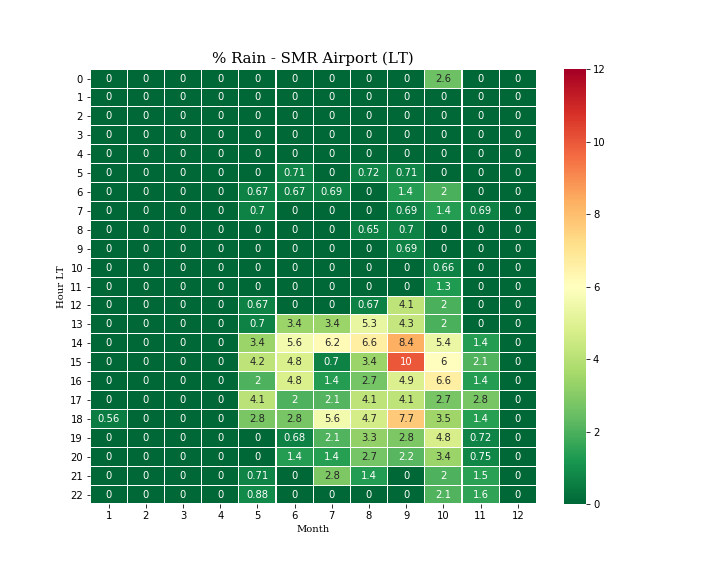 % Rain - SMR Airport (LT)
0 0 0 0 0 0 0 0 0 0 2.6 0 0
1 0 0 0 0 0 0 0 0 0 0 0 0
2 0 0 0 0 0 0 0 0 0 0 0 0
3 0 0 0 0 0 0 0 0 0 0 0 0
4 0 0 0 0 0 0 0 0 0 0 0 0
5 0 0 0 0 0 0.71 0 0.72 0.71 0 0 0
6 0 0 0 0 0.67 0.67 0.69 0 1.4 2 0 0
7 0 0 0 0 0.7 0 0 0 0.69 1.4 0.69 0
8 0 0 0 0 0 0 0 0.65 0.7 0 0 0
9 0 0 0 0 0 0 0 0 0.69 0 0 0
10 0 0 0 0 0 0 0 0 0 0.66 0 0
11 0 0 0 0 0 0 0 0 0 1.3 0 0
12 0 0 0 0 0.67 0 0 0.67 4.1 2 0 0
13 0 0 0 0 0.7 3.4 3.4 5.3 4.3 2 0 0
14 0 0 0 0 3.4 5.6 6.2 6.6 8.4 5.4 1.4 0
15 0 0 0 0 4.2 4.8 0.7 3.4 10 6 2.1 0
16 0 0 0 0 2 4.8 1.4 2.7 4.9 6.6 1.4 0
17 0 0 0 0 4.1 2 2.1 4.1 4.1 2.7 2.8 0
18 0.56 0 0 0 2.8 2.8 5.6 4.7 7.7 3.5 1.4 0
19 0 0 0 0 0 0.68 2.1 3.3 2.8 4.8 0.72 0
20 0 0 0 0 0 1.4 1.4 2.7 2.2 3.4 0.75 0
21 0 0 0 0 0.71 0 2.8 1.4 0 2 1.5 0
22 0 0 0 0 0.88 0 0 0 0 2.1 1.6 0
1 2 3 4 5 6 7 8 9 10 11 12
Month
Hour LT
12
10
8
6
4
2
0